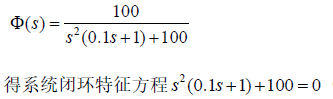 Φ(s) = 100 / (s²(0.1s+1)+100)
得系统闭环特征方程 s²(0.1s+1)+100=0